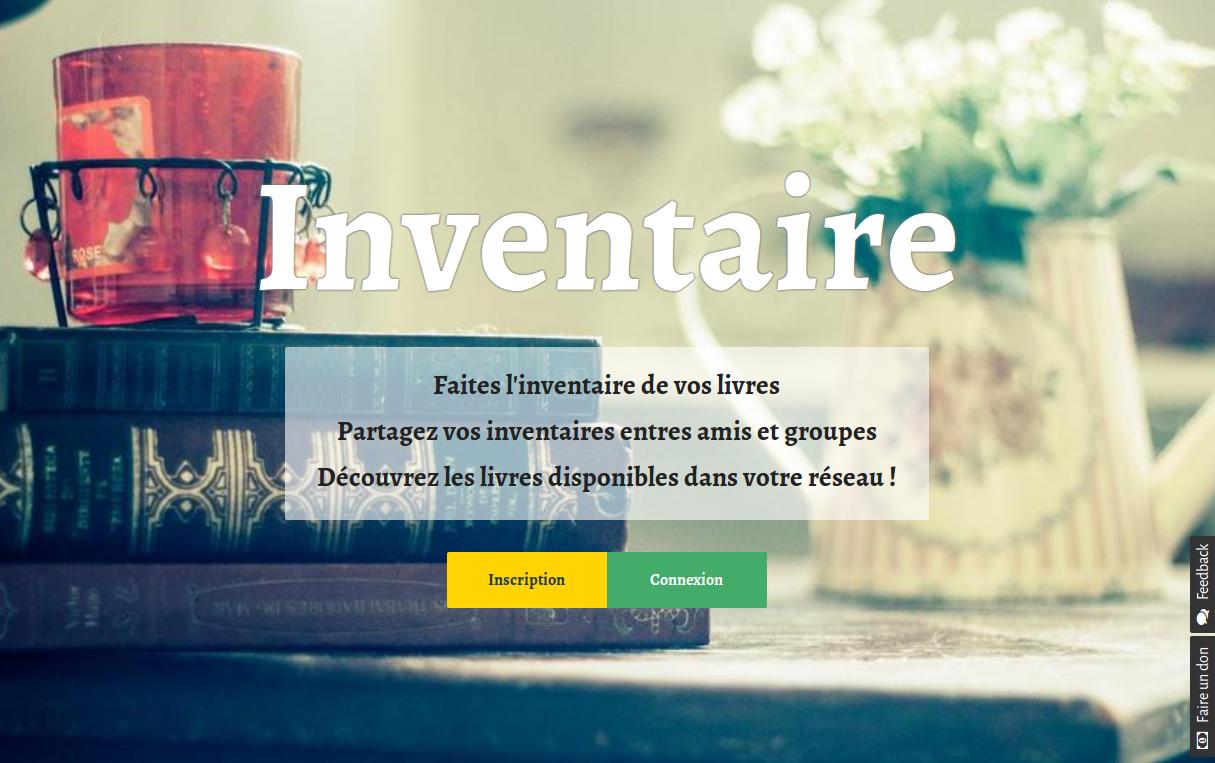 ROSE
Inventaire
Faites l'inventaire de vos livres
Partagez vos inventaires entres amis et groupes
Découvrez les livres disponibles dans votre réseau !
Inscription
Connexion
Feedback
Faire un don